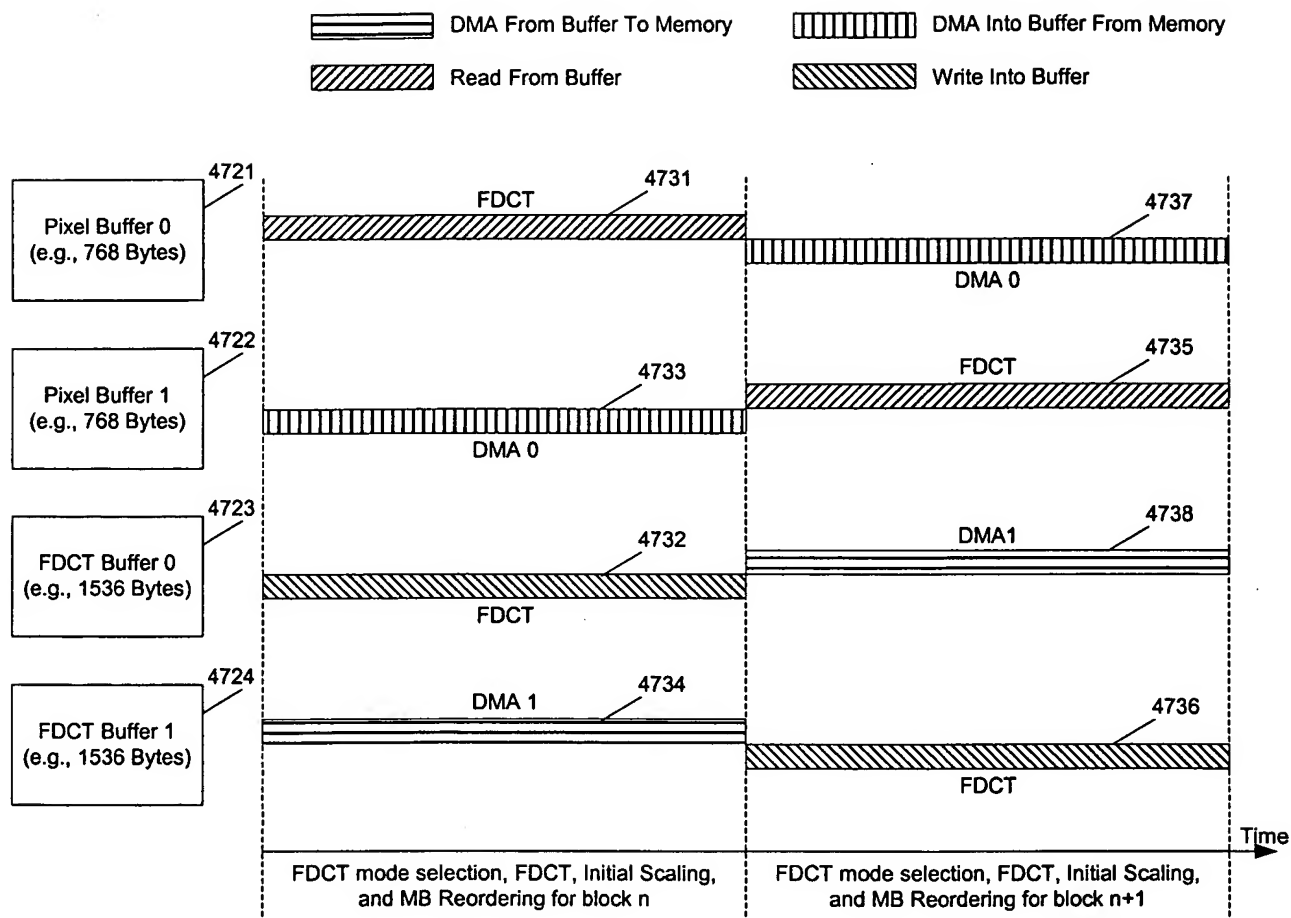 DMA From Buffer To Memory
DMA Into Buffer From Memory
Read From Buffer
Write Into Buffer
4721
Pixel Buffer 0
(e.g., 768 Bytes)
FDCT
4731
4737
DMA 0
4722
Pixel Buffer 1
(e.g., 768 Bytes)
4733
DMA 0
FDCT
4735
4723
FDCT Buffer 0
(e.g., 1536 Bytes)
4732
FDCT
DMA1
4738
4724
FDCT Buffer 1
(e.g., 1536 Bytes)
DMA 1
4734
4736
FDCT
Time
FDCT mode selection, FDCT, Initial Scaling,
and MB Reordering for block n
FDCT mode selection, FDCT, Initial Scaling,
and MB Reordering for block n+1